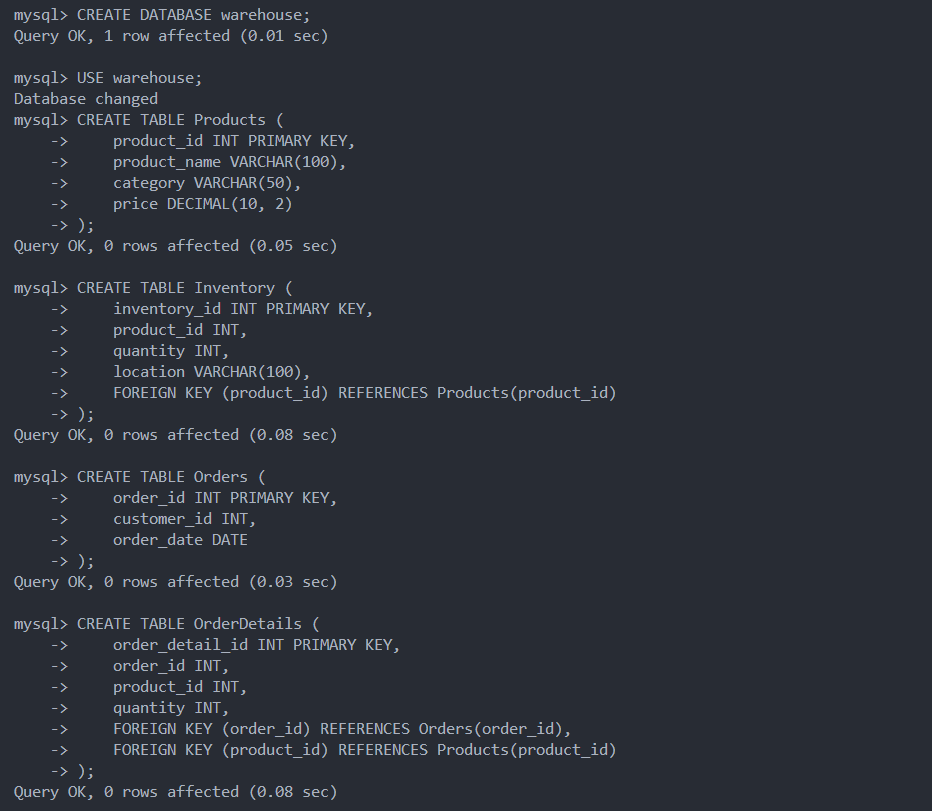 mysql> CREATE DATABASE warehouse;
Query OK, 1 row affected (0.01 sec)

mysql> USE warehouse;
Database changed
mysql> CREATE TABLE Products (
    ->     product_id INT PRIMARY KEY,
    ->     product_name VARCHAR(100),
    ->     category VARCHAR(50),
    ->     price DECIMAL(10, 2)
    -> );
Query OK, 0 rows affected (0.05 sec)

mysql> CREATE TABLE Inventory (
    ->     inventory_id INT PRIMARY KEY,
    ->     product_id INT,
    ->     quantity INT,
    ->     location VARCHAR(100),
    ->     FOREIGN KEY (product_id) REFERENCES Products(product_id)
    -> );
Query OK, 0 rows affected (0.08 sec)

mysql> CREATE TABLE Orders (
    ->     order_id INT PRIMARY KEY,
    ->     customer_id INT,
    ->     order_date DATE
    -> );
Query OK, 0 rows affected (0.03 sec)

mysql> CREATE TABLE OrderDetails (
    ->     order_detail_id INT PRIMARY KEY,
    ->     order_id INT,
    ->     product_id INT,
    ->     quantity INT,
    ->     FOREIGN KEY (order_id) REFERENCES Orders(order_id),
    ->     FOREIGN KEY (product_id) REFERENCES Products(product_id)
    -> );
Query OK, 0 rows affected (0.08 sec)